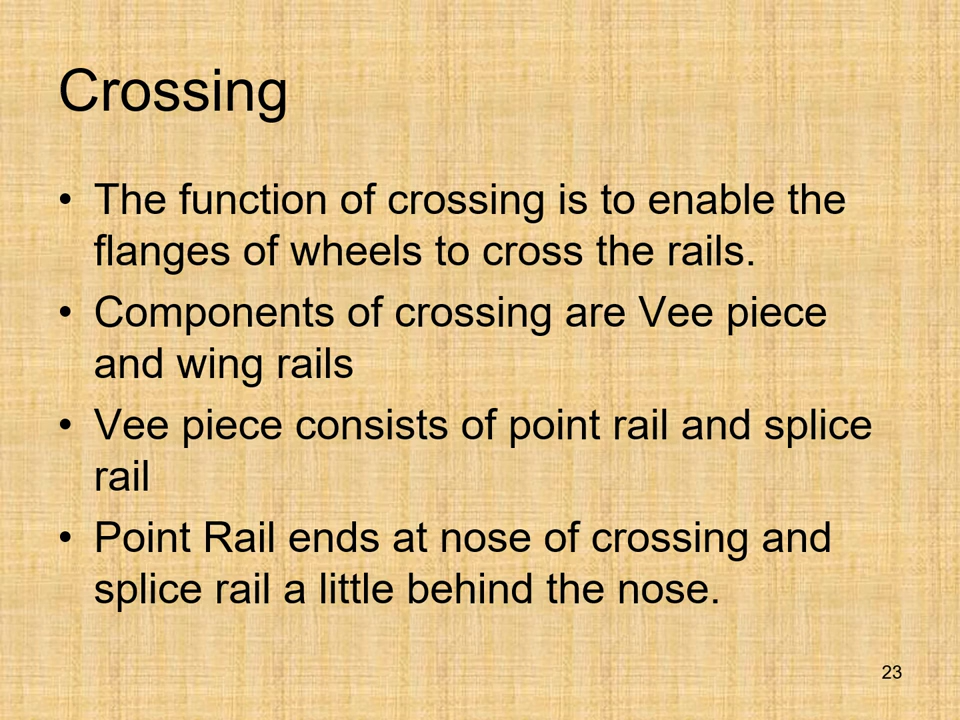 Crossing
• The function of crossing is to enable the
flanges of wheels to cross the rails.
• Components of crossing are Vee piece
and wing rails
• Vee piece consists of point rail and splice
rail
• Point Rail ends at nose of crossing and
splice rail a little behind the nose.
23